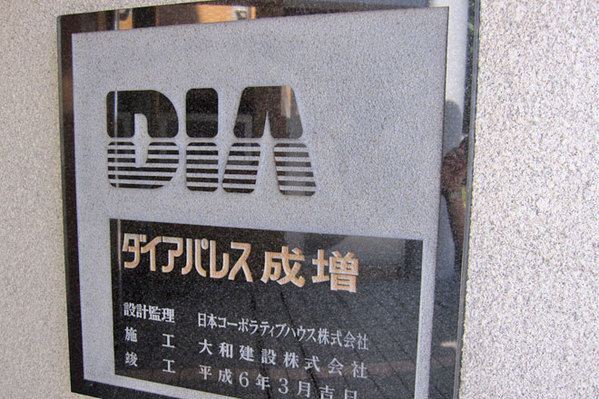 DIA
ダイアパレス成増
設計監理 日本コーポラティブハウス株式会社
施工 大和建設株式会社
竣工 平成6年3月吉日